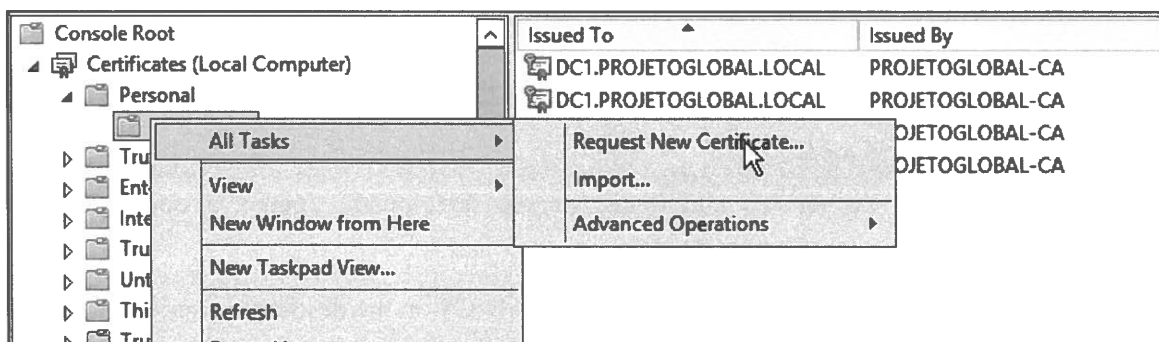 Console Root
Certificates (Local Computer)
Personal
Tru
Ent
Inte
Tru
Unt
Thi
Tru
All Tasks
View
New Window from Here
New Taskpad View...
Refresh
Request New Certificate...
Import...
Advanced Operations
Issued To Issued By
DC1.PROJETOGLOBAL.LOCAL PROJETOGLOBAL-CA
DC1.PROJETOGLOBAL.LOCAL PROJETOGLOBAL-CA
OJETOGLOBAL-CA
OJETOGLOBAL-CA